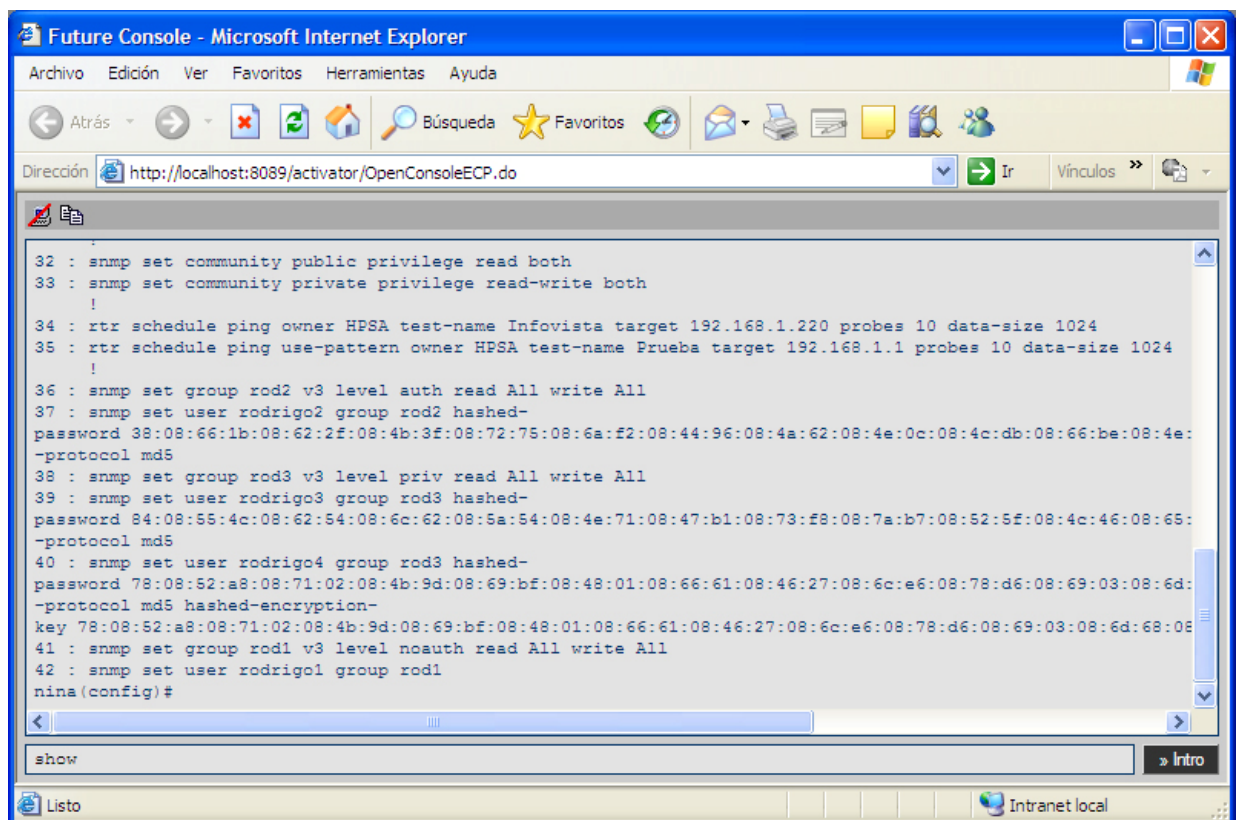 Future Console - Microsoft Internet Explorer
Archivo Edición Ver Favoritos Herramientas Ayuda
Atrás Búsqueda Favoritos
Dirección http://localhost:8089/activator/OpenConsoleECP.do Ir Vínculos »
!
32 : snmp set community public privilege read both
33 : snmp set community private privilege read-write both
!
34 : rtr schedule ping owner HPSA test-name Infovista target 192.168.1.220 probes 10 data-size 1024
35 : rtr schedule ping use-pattern owner HPSA test-name Prueba target 192.168.1.1 probes 10 data-size 1024
!
36 : snmp set group rod2 v3 level auth read All write All
37 : snmp set user rodrigo2 group rod2 hashed-
password 38:08:66:1b:08:62:2f:08:4b:3f:08:72:75:08:6a:f2:08:44:96:08:4a:62:08:4e:0c:08:4c:db:08:66:be:08:4e:
-protocol md5
38 : snmp set group rod3 v3 level priv read All write All
39 : snmp set user rodrigo3 group rod3 hashed-
password 84:08:55:4c:08:62:54:08:6c:62:08:5a:54:08:4e:71:08:47:b1:08:73:f8:08:7a:b7:08:52:5f:08:4c:46:08:65:
-protocol md5
40 : snmp set user rodrigo4 group rod3 hashed-
password 78:08:52:a8:08:71:02:08:4b:9d:08:69:bf:08:48:01:08:66:61:08:46:27:08:6c:e6:08:78:d6:08:69:03:08:6d:
-protocol md5 hashed-encryption-
key 78:08:52:a8:08:71:02:08:4b:9d:08:69:bf:08:48:01:08:66:61:08:46:27:08:6c:e6:08:78:d6:08:69:03:08:6d:68:08
41 : snmp set group rod1 v3 level noauth read All write All
42 : snmp set user rodrigo1 group rod1
nina(config)#
show » Intro
Listo Intranet local